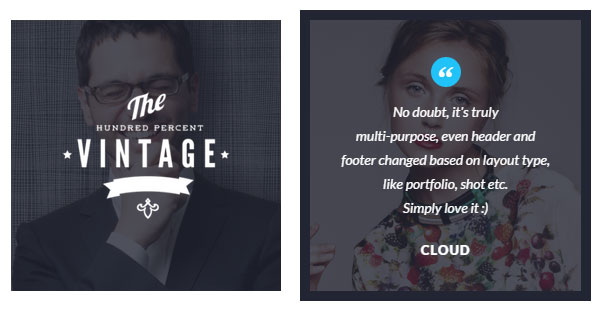 The
HUNDRED PERCENT
VINTAGE
“
No doubt, it's truly
multi-purpose, even header and
footer changed based on layout type,
like portfolio, shot etc.
Simply love it :)
CLOUD